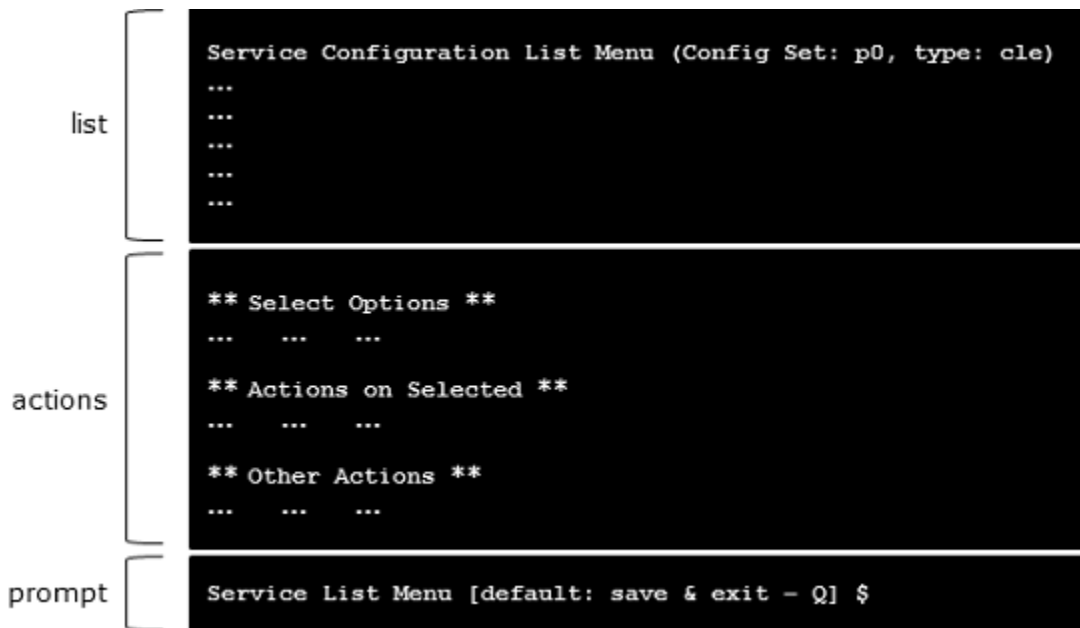 list
Service Configuration List Menu (Config Set: p0, type: cle)
...
...
...
...
...
actions
** Select Options **
... ... ...
** Actions on Selected **
... ... ...
** Other Actions **
... ... ...
prompt
Service List Menu [default: save & exit – Q] $